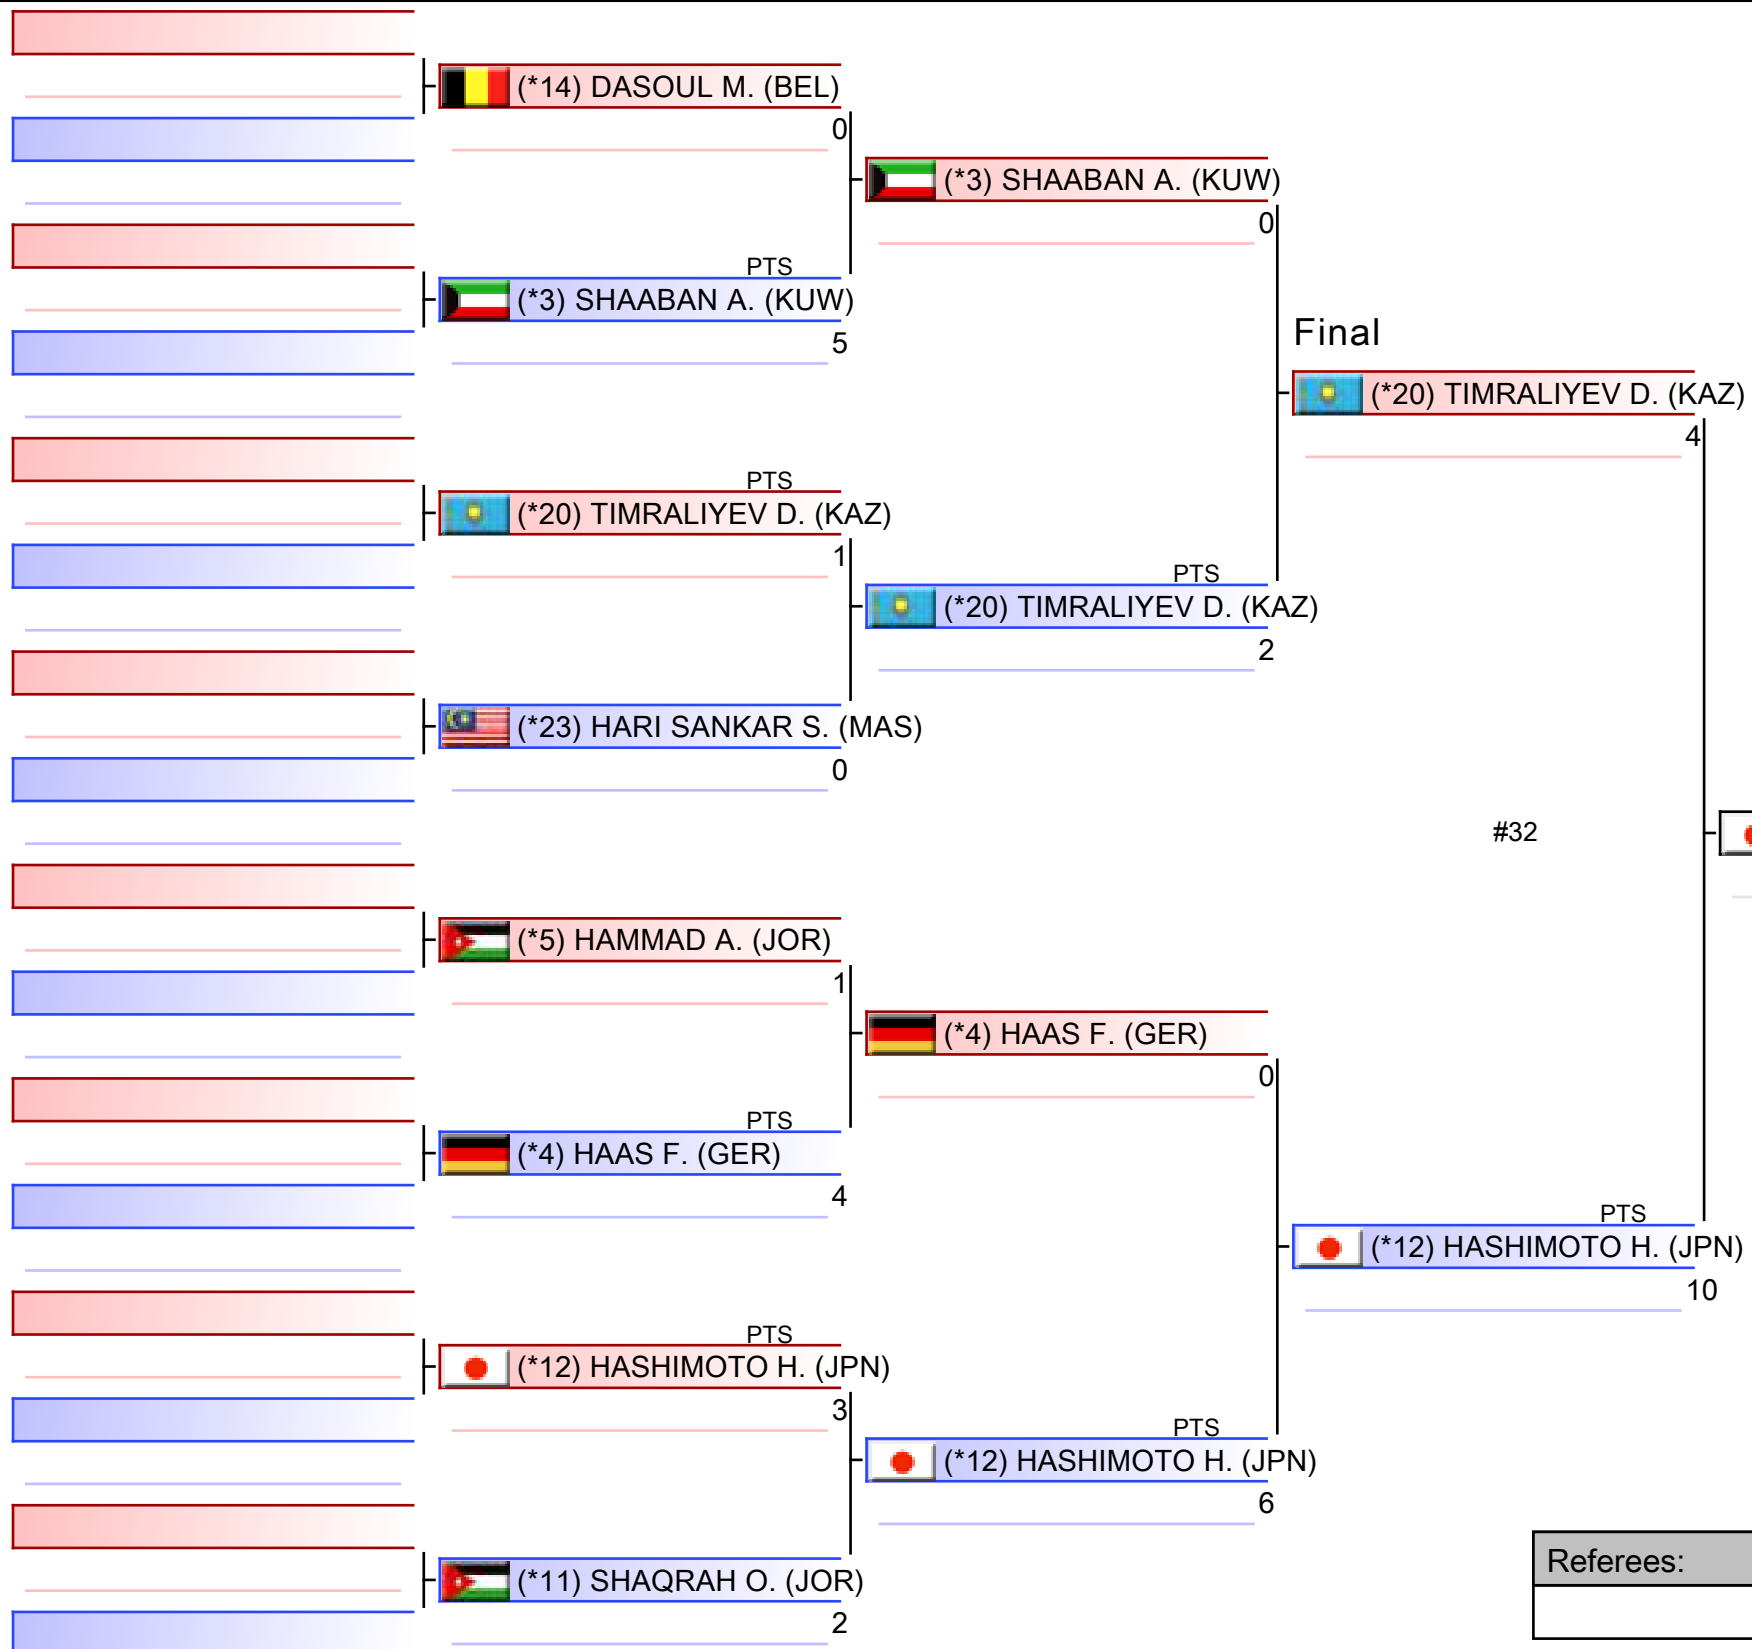 (*14) DASOUL M. (BEL)
0
(*3) SHAABAN A. (KUW)
0
PTS
(*3) SHAABAN A. (KUW)
5
Final
(*20) TIMRALIYEV D. (KAZ)
4
PTS
(*20) TIMRALIYEV D. (KAZ)
1
PTS
(*20) TIMRALIYEV D. (KAZ)
2
(*23) HARI SANKAR S. (MAS)
0
#32
(*5) HAMMAD A. (JOR)
1
(*4) HAAS F. (GER)
0
PTS
(*4) HAAS F. (GER)
4
PTS
(*12) HASHIMOTO H. (JPN)
10
PTS
(*12) HASHIMOTO H. (JPN)
3
PTS
(*12) HASHIMOTO H. (JPN)
6
(*11) SHAQRAH O. (JOR)
2
Referees: